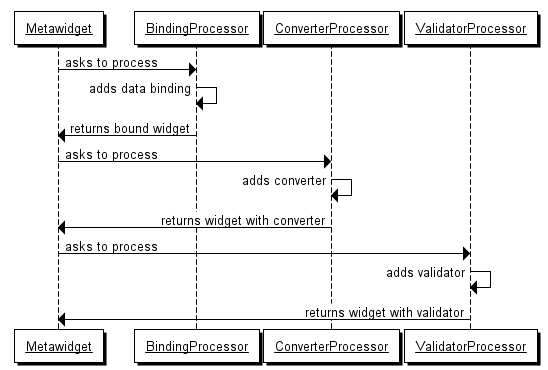 Metawidget BindingProcessor ConverterProcessor ValidatorProcessor
asks to process
adds data binding
returns bound widget
asks to process
adds converter
returns widget with converter
asks to process
adds validator
returns widget with validator
Metawidget BindingProcessor ConverterProcessor ValidatorProcessor